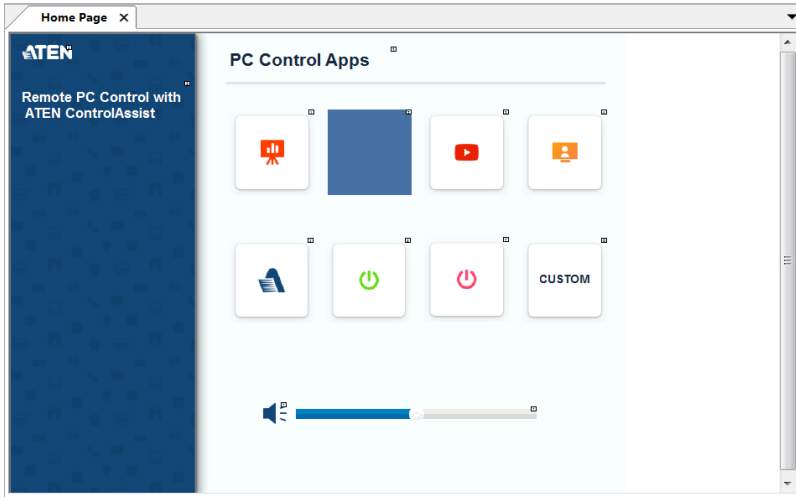 Home Page X
ATEN
PC Control Apps
Remote PC Control with
ATEN ControlAssist
CUSTOM